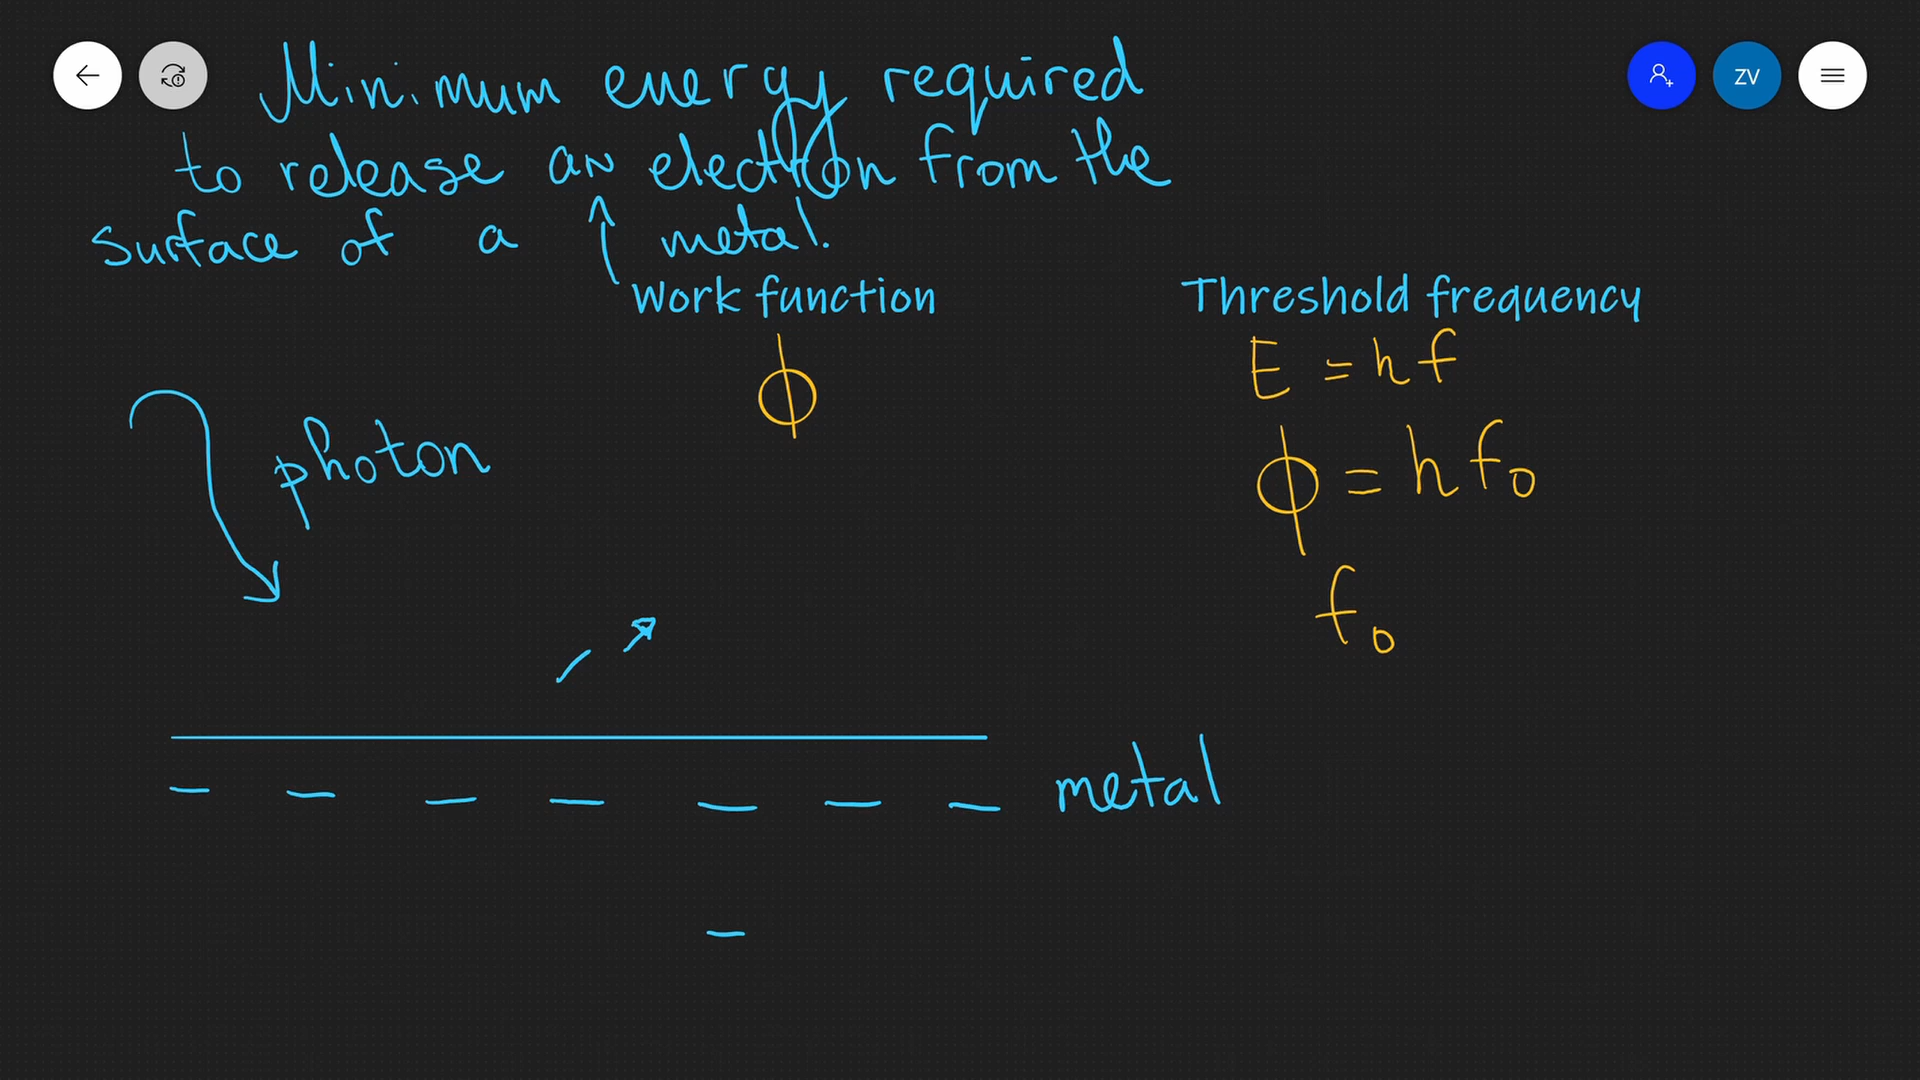 Minimum energy required
to release an electron from the
surface of a metal.
Work function
ϕ
Threshold frequency
E = hf
ϕ = hf₀
f₀
photon
metal
ZV